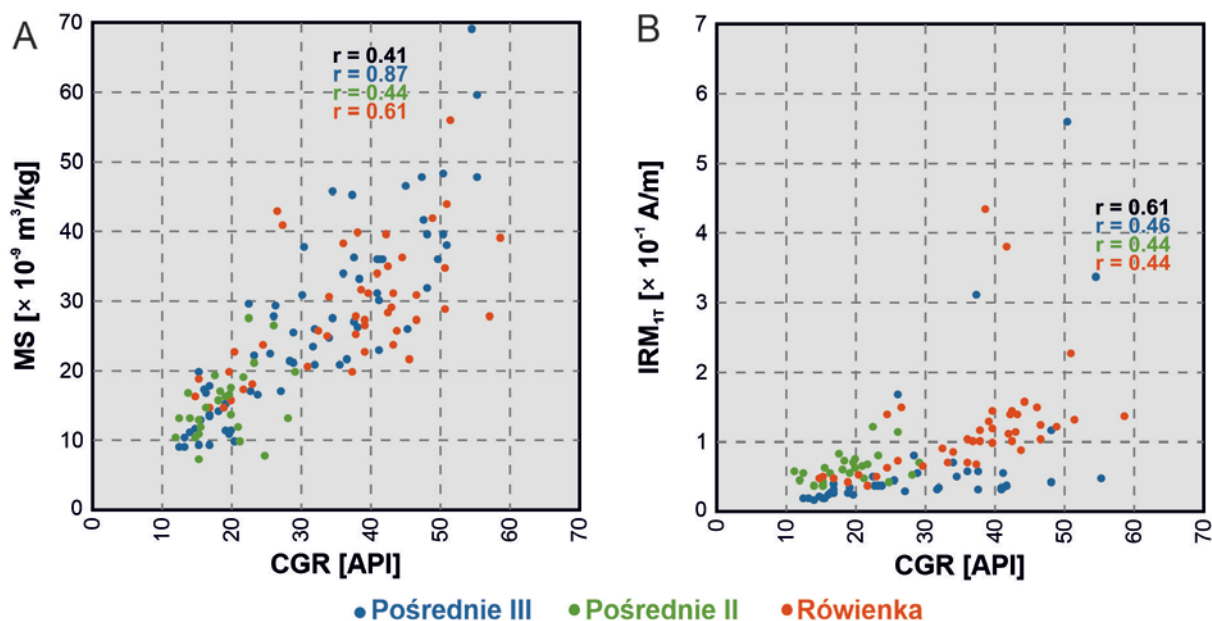 A
MS [× 10⁻⁹ m³/kg]
70
60
50
40
30
20
10
0
r = 0.41
r = 0.87
r = 0.44
r = 0.61
0 10 20 30 40 50 60 70
CGR [API]
B
IRM₁T [× 10⁻¹ A/m]
7
6
5
4
3
2
1
0
r = 0.61
r = 0.46
r = 0.44
r = 0.44
0 10 20 30 40 50 60 70
CGR [API]
Pośrednie III Pośrednie II Rówienka